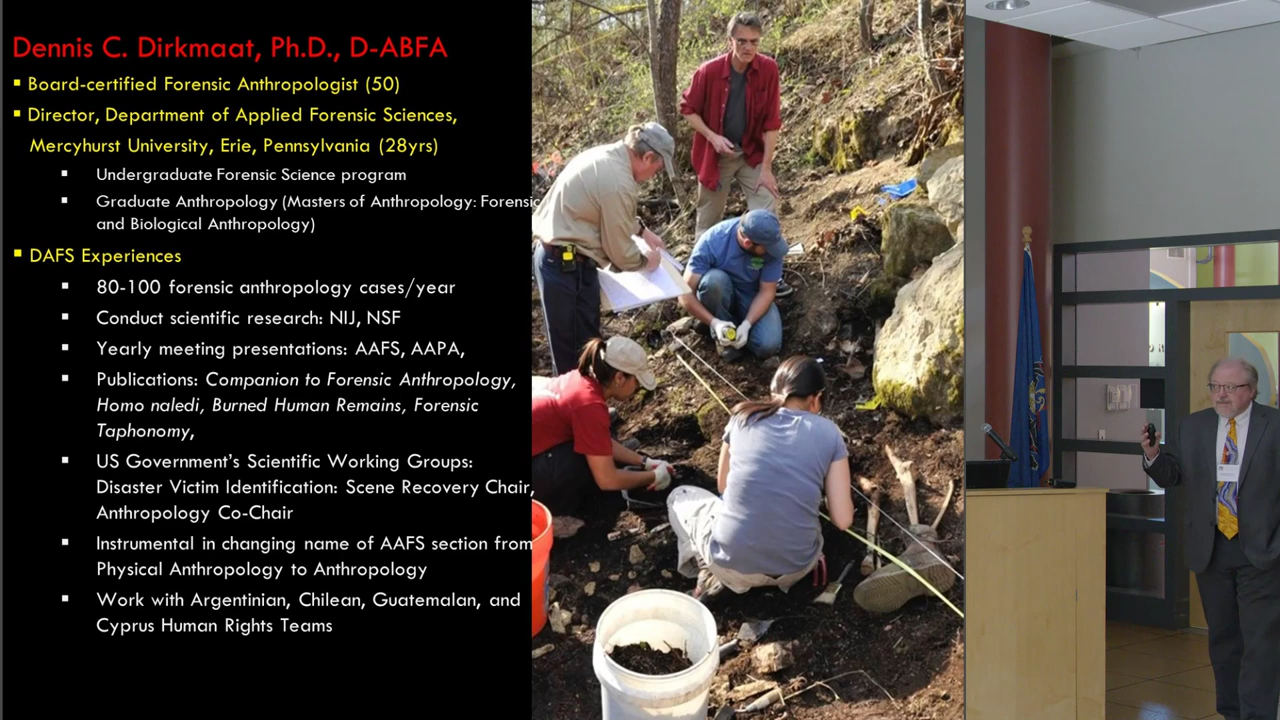 Dennis C. Dirkmaat, Ph.D., D-ABFA
▪ Board-certified Forensic Anthropologist (50)
▪ Director, Department of Applied Forensic Sciences,
Mercyhurst University, Erie, Pennsylvania (28yrs)
▪ Undergraduate Forensic Science program
▪ Graduate Anthropology (Masters of Anthropology: Forensic
and Biological Anthropology)
▪ DAFS Experiences
▪ 80-100 forensic anthropology cases/year
▪ Conduct scientific research: NIJ, NSF
▪ Yearly meeting presentations: AAFS, AAPA,
▪ Publications: Companion to Forensic Anthropology,
Homo naledi, Burned Human Remains, Forensic
Taphonomy,
▪ US Government's Scientific Working Groups:
Disaster Victim Identification: Scene Recovery Chair,
Anthropology Co-Chair
▪ Instrumental in changing name of AAFS section from
Physical Anthropology to Anthropology
▪ Work with Argentinian, Chilean, Guatemalan, and
Cyprus Human Rights Teams